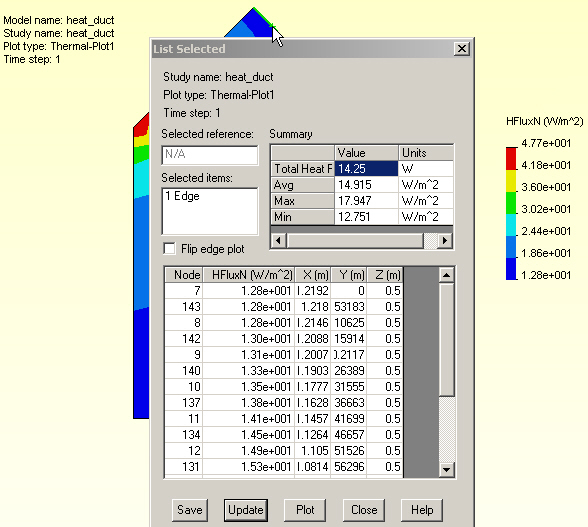 Model name: heat_duct
Study name: heat_duct
Plot type: Thermal-Plot1
Time step: 1
List Selected
Study name: heat_duct
Plot type: Thermal-Plot1
Time step: 1
Selected reference:
N/A
Selected items:
1 Edge
Flip edge plot
Summary
Value Units
Total Heat F 14.25 W
Avg 14.915 W/m^2
Max 17.947 W/m^2
Min 12.751 W/m^2
Node HFluxN (W/m^2) X (m) Y (m) Z (m)
7 1.28e+001 .2192 0 0.5
143 1.28e+001 1.218 53183 0.5
8 1.28e+001 .2146 10625 0.5
142 1.30e+001 .2088 15914 0.5
9 1.31e+001 .2007 .2117 0.5
140 1.33e+001 .1903 26389 0.5
10 1.35e+001 .1777 31555 0.5
137 1.38e+001 .1628 36663 0.5
11 1.41e+001 .1457 41699 0.5
134 1.45e+001 .1264 46657 0.5
12 1.49e+001 1.105 51526 0.5
131 1.53e+001 .0814 56296 0.5
Save Update Plot Close Help
HFluxN (W/m^2)
4.77e+001
4.18e+001
3.60e+001
3.02e+001
2.44e+001
1.86e+001
1.28e+001